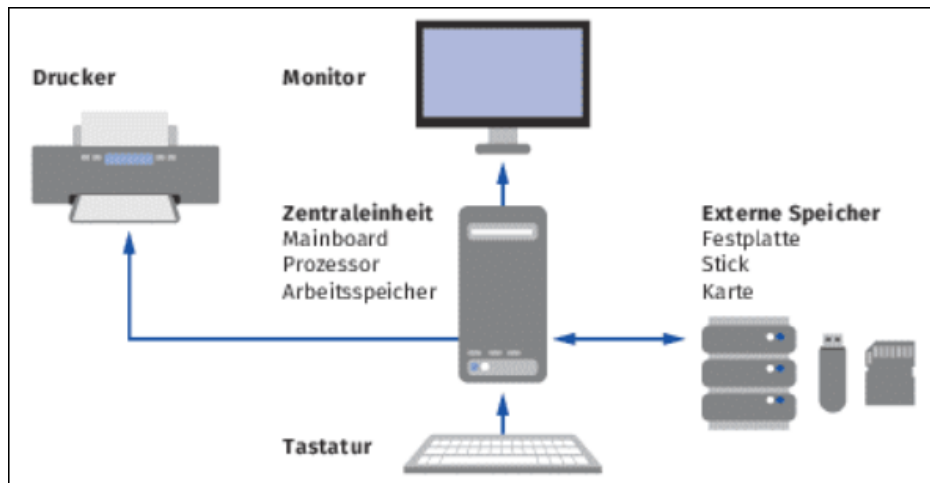 Drucker
Monitor
Zentraleinheit
Mainboard
Prozessor
Arbeitsspeicher
Externe Speicher
Festplatte
Stick
Karte
Tastatur